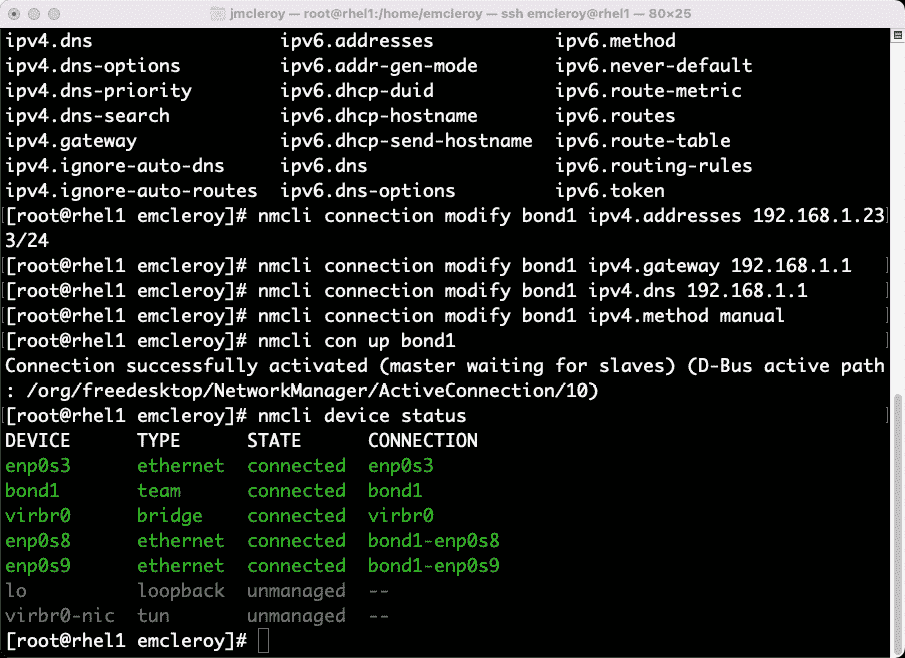 jmcleroy — root@rhel1:/home/emcleroy — ssh emcleroy@rhel1 — 80×25
ipv4.dns ipv6.addresses ipv6.method
ipv4.dns-options ipv6.addr-gen-mode ipv6.never-default
ipv4.dns-priority ipv6.dhcp-duid ipv6.route-metric
ipv4.dns-search ipv6.dhcp-hostname ipv6.routes
ipv4.gateway ipv6.dhcp-send-hostname ipv6.route-table
ipv4.ignore-auto-dns ipv6.dns ipv6.routing-rules
ipv4.ignore-auto-routes ipv6.dns-options ipv6.token
[root@rhel1 emcleroy]# nmcli connection modify bond1 ipv4.addresses 192.168.1.23
3/24
[root@rhel1 emcleroy]# nmcli connection modify bond1 ipv4.gateway 192.168.1.1
[root@rhel1 emcleroy]# nmcli connection modify bond1 ipv4.dns 192.168.1.1
[root@rhel1 emcleroy]# nmcli connection modify bond1 ipv4.method manual
[root@rhel1 emcleroy]# nmcli con up bond1
Connection successfully activated (master waiting for slaves) (D-Bus active path
: /org/freedesktop/NetworkManager/ActiveConnection/10)
[root@rhel1 emcleroy]# nmcli device status
DEVICE TYPE STATE CONNECTION
enp0s3 ethernet connected enp0s3
bond1 team connected bond1
virbr0 bridge connected virbr0
enp0s8 ethernet connected bond1-enp0s8
enp0s9 ethernet connected bond1-enp0s9
lo loopback unmanaged --
virbr0-nic tun unmanaged --
[root@rhel1 emcleroy]#